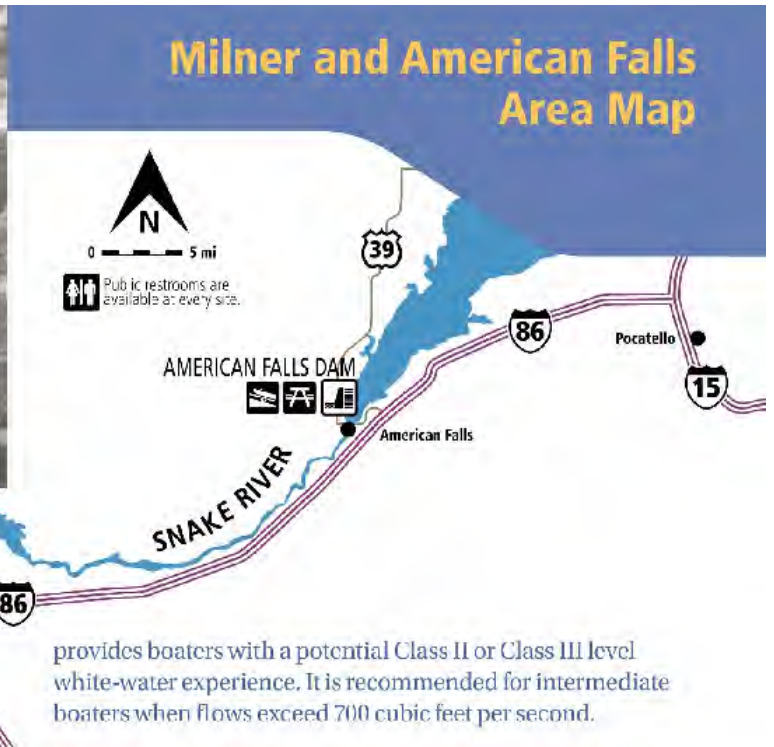 Milner and American Falls
Area Map
N
0 5 mi
Public restrooms are
available at every site.
39
86
Pocatello
15
AMERICAN FALLS DAM
American Falls
SNAKE RIVER
86
provides boaters with a potential Class II or Class III level
white-water experience. It is recommended for intermediate
boaters when flows exceed 700 cubic feet per second.